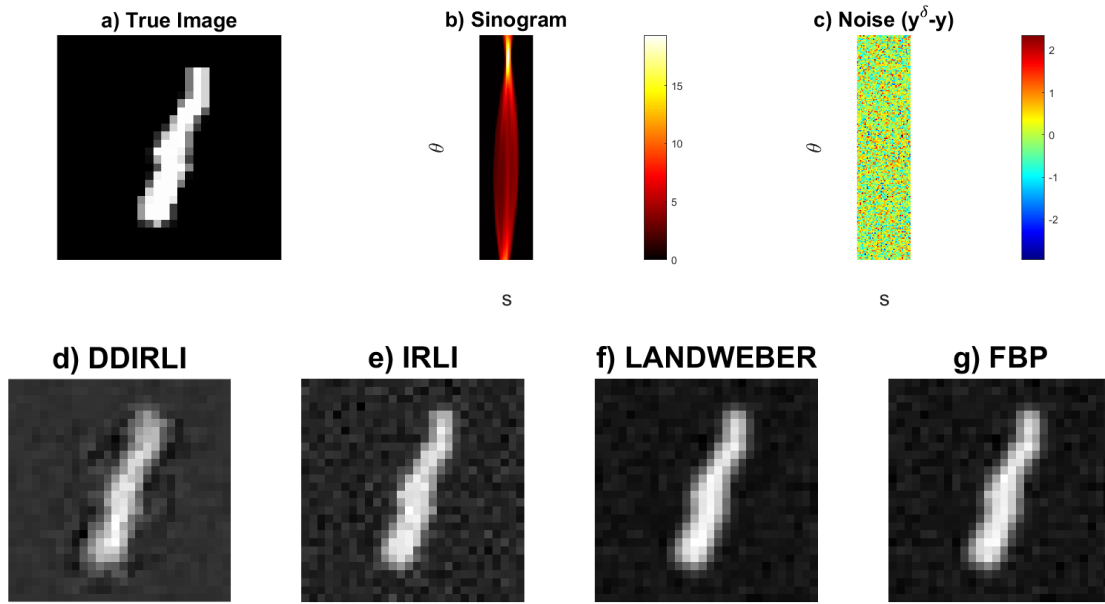 a) True Image
b) Sinogram
c) Noise (y^δ-y)
θ
s
15
10
5
0
θ
s
2
1
0
-1
-2
d) DDIRLI
e) IRLI
f) LANDWEBER
g) FBP